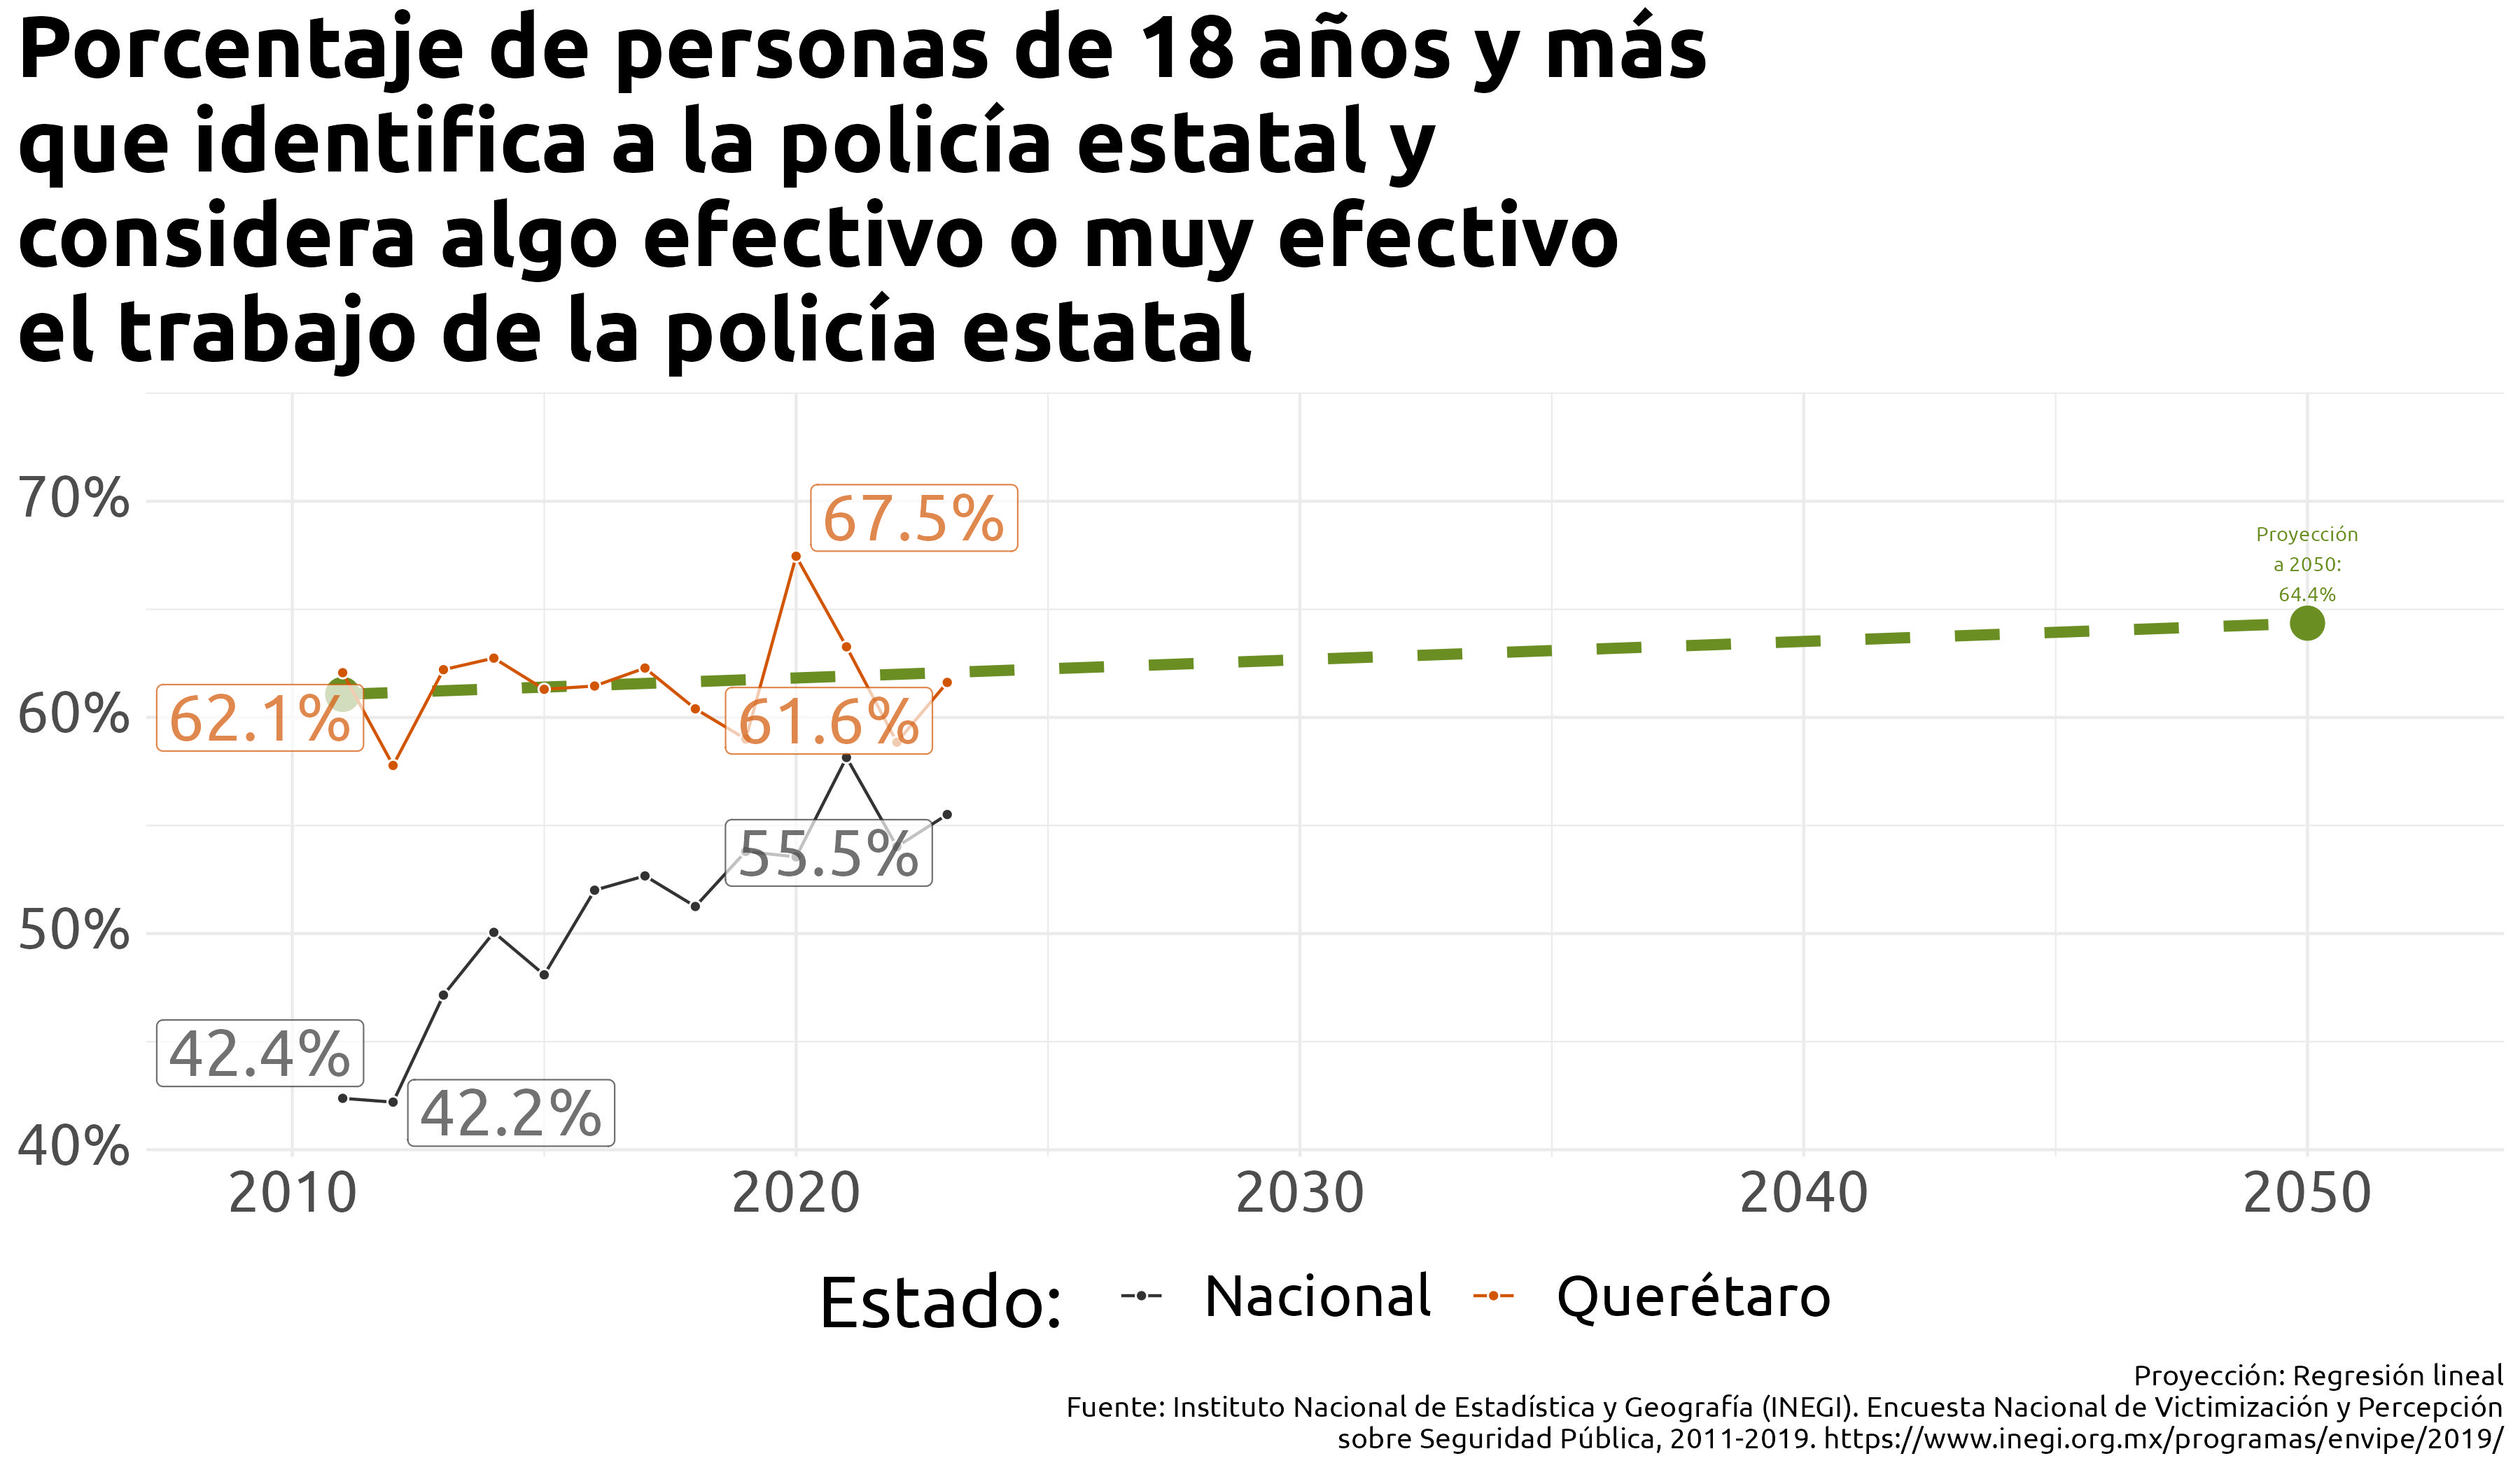 Porcentaje de personas de 18 años y más
que identifica a la policía estatal y
considera algo efectivo o muy efectivo
el trabajo de la policía estatal
70%
67.5%
Proyección
a 2050:
64.4%
60%
62.1%
61.6%
55.5%
50%
42.4%
42.2%
40%
2010 2020 2030 2040 2050
Estado: Nacional Querétaro
Proyección: Regresión lineal
Fuente: Instituto Nacional de Estadística y Geografía (INEGI). Encuesta Nacional de Victimización y Percepción
sobre Seguridad Pública, 2011-2019. https://www.inegi.org.mx/programas/envipe/2019/